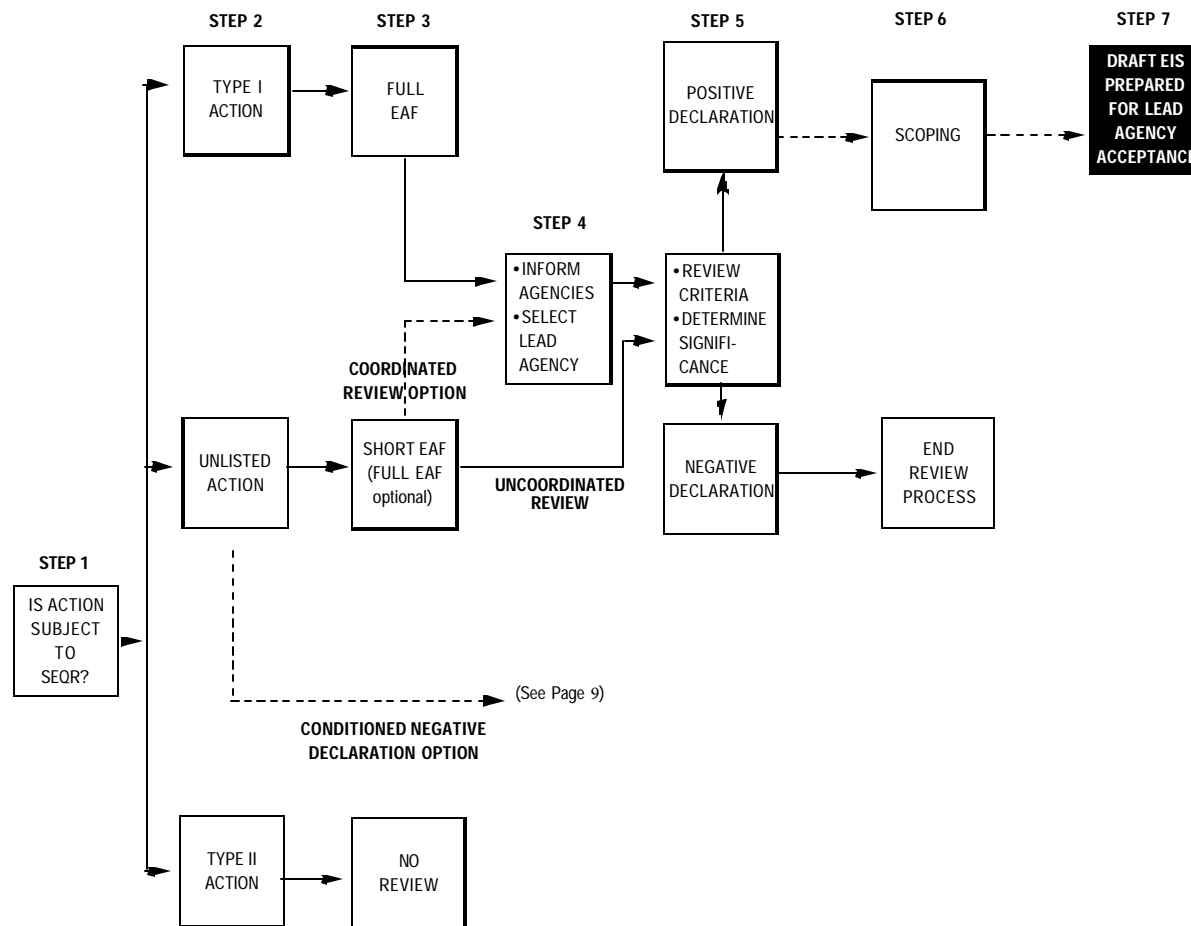 STEP 2
STEP 3
STEP 5
STEP 6
STEP 7
TYPE I
ACTION
FULL
EAF
POSITIVE
DECLARATION
SCOPING
DRAFT EIS
PREPARED
FOR LEAD
AGENCY
ACCEPTANC
STEP 4
•INFORM
AGENCIES
•SELECT
LEAD
AGENCY
•REVIEW
CRITERIA
•DETERMINE
SIGNIFI-
CANCE
COORDINATED
REVIEW OPTION
UNLISTED
ACTION
SHORT EAF
(FULL EAF
optional)
UNCOORDINATED
REVIEW
NEGATIVE
DECLARATION
END
REVIEW
PROCESS
STEP 1
IS ACTION
SUBJECT
TO
SEQR?
(See Page 9)
CONDITIONED NEGATIVE
DECLARATION OPTION
TYPE II
ACTION
NO
REVIEW